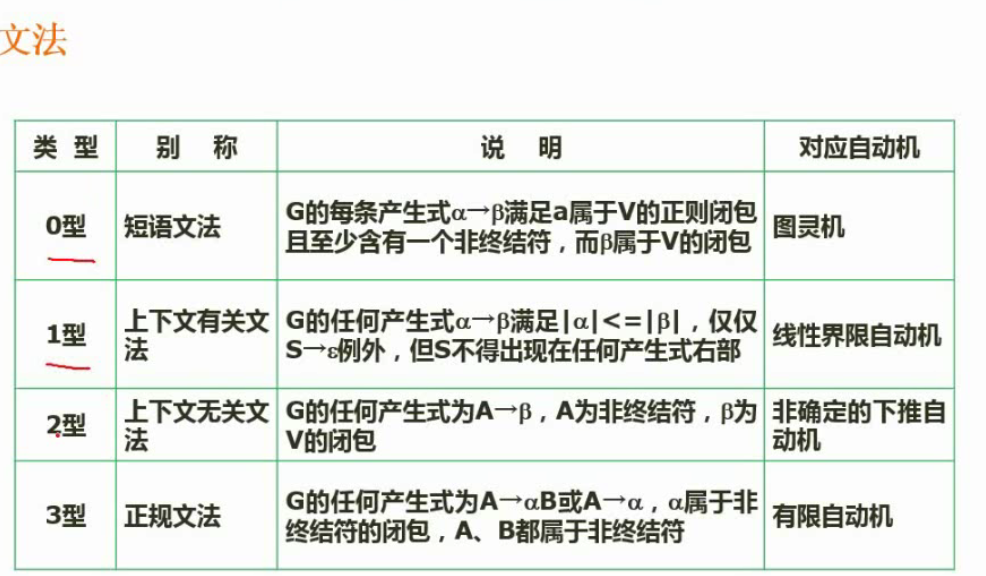 文法
类 型 别 称 说 明 对应自动机
0型 短语文法 G的每条产生式α→β满足a属于V的正则闭包
且至少含有一个非终结符，而β属于V的闭包 图灵机
1型 上下文有关文
法 G的任何产生式α→β满足|α|<=|β|，仅仅
S→ε例外，但S不得出现在任何产生式右部 线性界限自动机
2型 上下文无关文
法 G的任何产生式为A→β，A为非终结符，β为
V的闭包 非确定的下推自
动机
3型 正规文法 G的任何产生式为A→αB或A→α，α属于非
终结符的闭包，A、B都属于非终结符 有限自动机